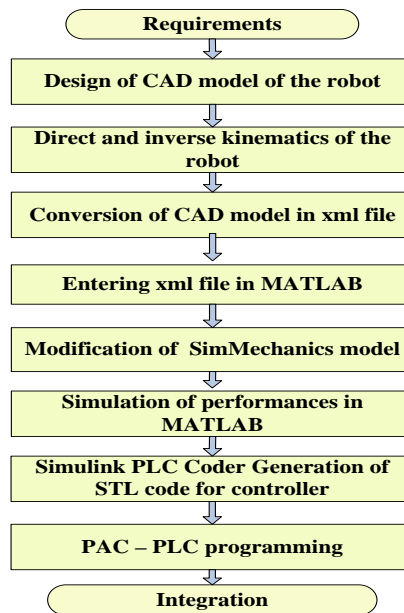 Requirements
Design of CAD model of the robot
Direct and inverse kinematics of the
robot
Conversion of CAD model in xml file
Entering xml file in MATLAB
Modification of SimMechanics model
Simulation of performances in
MATLAB
Simulink PLC Coder Generation of
STL code for controller
PAC – PLC programming
Integration